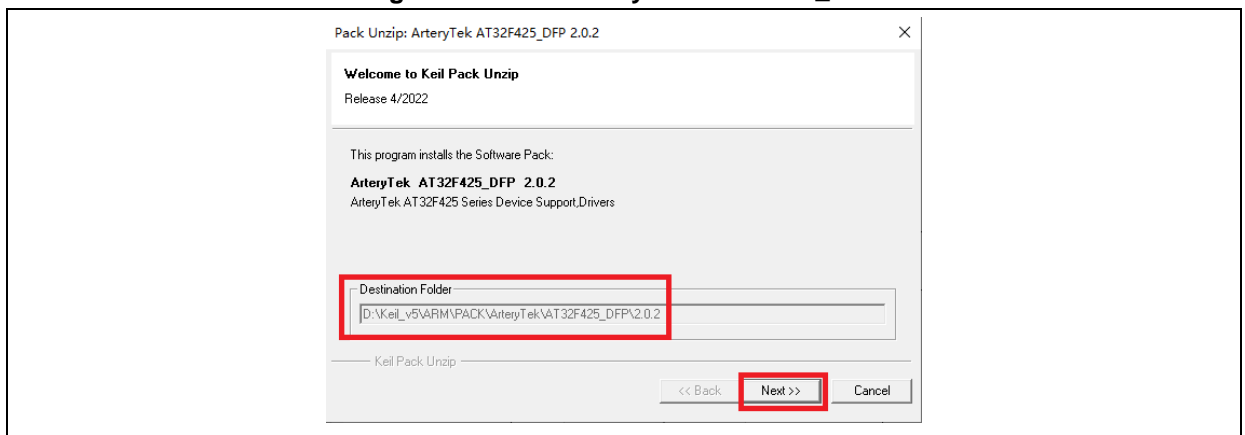 Pack Unzip: ArteryTek AT32F425_DFP 2.0.2
Welcome to Keil Pack Unzip
Release 4/2022
This program installs the Software Pack:
ArteryTek AT32F425_DFP 2.0.2
ArteryTek AT32F425 Series Device Support,Drivers
Destination Folder
D:\Keil_v5\ARM\PACK\ArteryTek\AT32F425_DFP\2.0.2
Keil Pack Unzip
<< Back Next >> Cancel